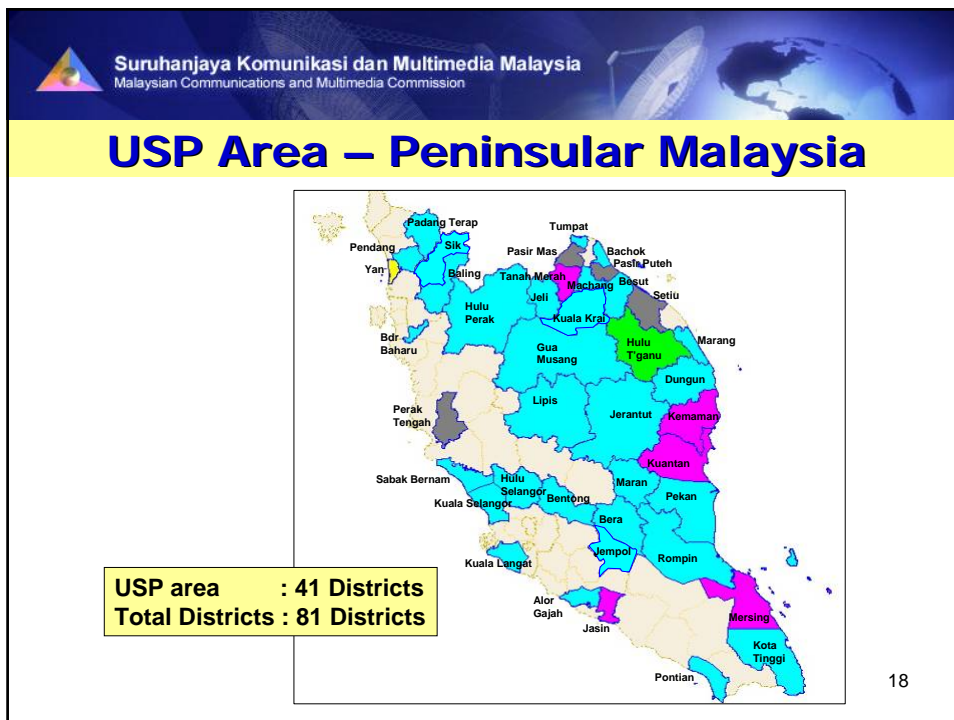 Suruhanjaya Komunikasi dan Multimedia Malaysia
Malaysian Communications and Multimedia Commission
USP Area – Peninsular Malaysia
Padang Terap
Tumpat
Pendang
Sik
Pasir Mas
Bachok
Pasir Puteh
Yan
Baling
Tanah Merah
Machang
Besut
Jeli
Setiu
Hulu
Perak
Kuala Krai
Bdr
Baharu
Gua
Musang
Hulu
T'ganu
Marang
Dungun
Lipis
Jerantut
Kemaman
Perak
Tengah
Kuantan
Sabak Bernam
Hulu
Selangor
Maran
Pekan
Kuala Selangor
Bentong
Bera
Jempol
Rompin
Kuala Langat
USP area : 41 Districts
Total Districts : 81 Districts
Alor
Gajah
Jasin
Mersing
Kota
Tinggi
Pontian
18